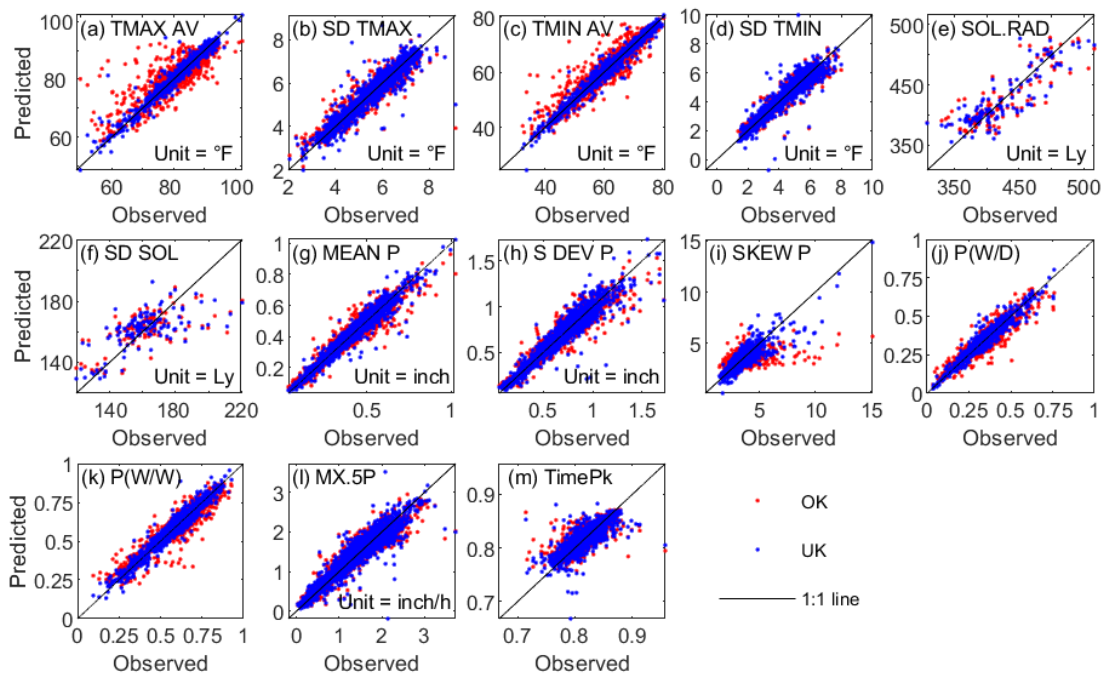 (a) TMAX AV
(b) SD TMAX
(c) TMIN AV
(d) SD TMIN
(e) SOL.RAD
Predicted
100
80
60
8
6
4
2
80
60
40
10
8
6
4
2
0
500
450
400
350
Unit = °F
Unit = °F
Unit = °F
Unit = °F
Unit = Ly
60 80 100
2 4 6 8
40 60 80
0 2 4 6 8 10
350 400 450 500
Observed
Observed
Observed
Observed
Observed
(f) SD SOL
(g) MEAN P
(h) S DEV P
(i) SKEW P
(j) P(W/D)
Predicted
220
180
140
1
0.8
0.6
0.4
0.2
1.5
1
0.5
15
10
5
1
0.75
0.5
0.25
0
Unit = Ly
Unit = inch
Unit = inch
140 180 220
0.5 1
0.5 1 1.5
5 10 15
0 0.25 0.5 0.75 1
Observed
Observed
Observed
Observed
Observed
(k) P(W/W)
(l) MX.5P
(m) TimePk
Predicted
1
0.75
0.5
0.25
0
3
2
1
0
0.9
0.8
0.7
Unit = inch/h
0 0.25 0.5 0.75 1
0 1 2 3
0.7 0.8 0.9
Observed
Observed
Observed
OK
UK
1:1 line